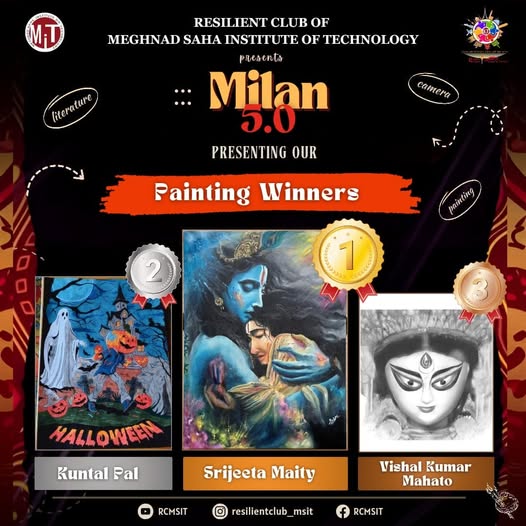 RESILIENT CLUB OF
MEGHNAD SAHA INSTITUTE OF TECHNOLOGY
presents
literature
camera
Milan
5.0
PRESENTING OUR
Painting Winners
painting
2
1
3
HALLOWEEN
Kuntal Pal
Srijeeta Maity
Vishal Kumar
Mahato
RCMSIT
resilientclub_msit
RCMSIT